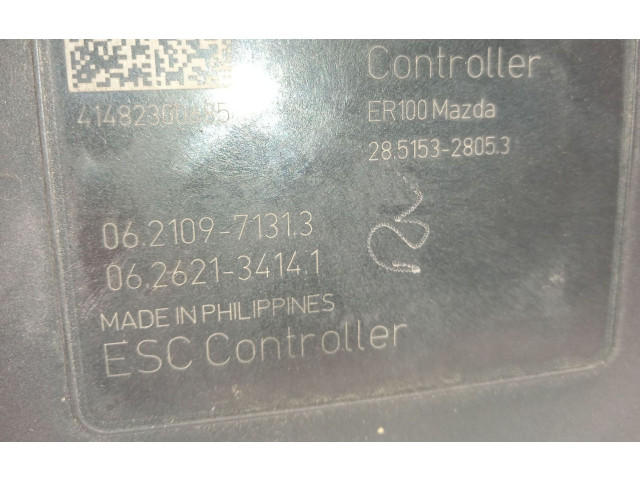 Controller
ER100 Mazda
28.5153-2805.3
06.2109-7131.3
06.2621-3414.1
MADE IN PHILIPPINES
ESC Controller